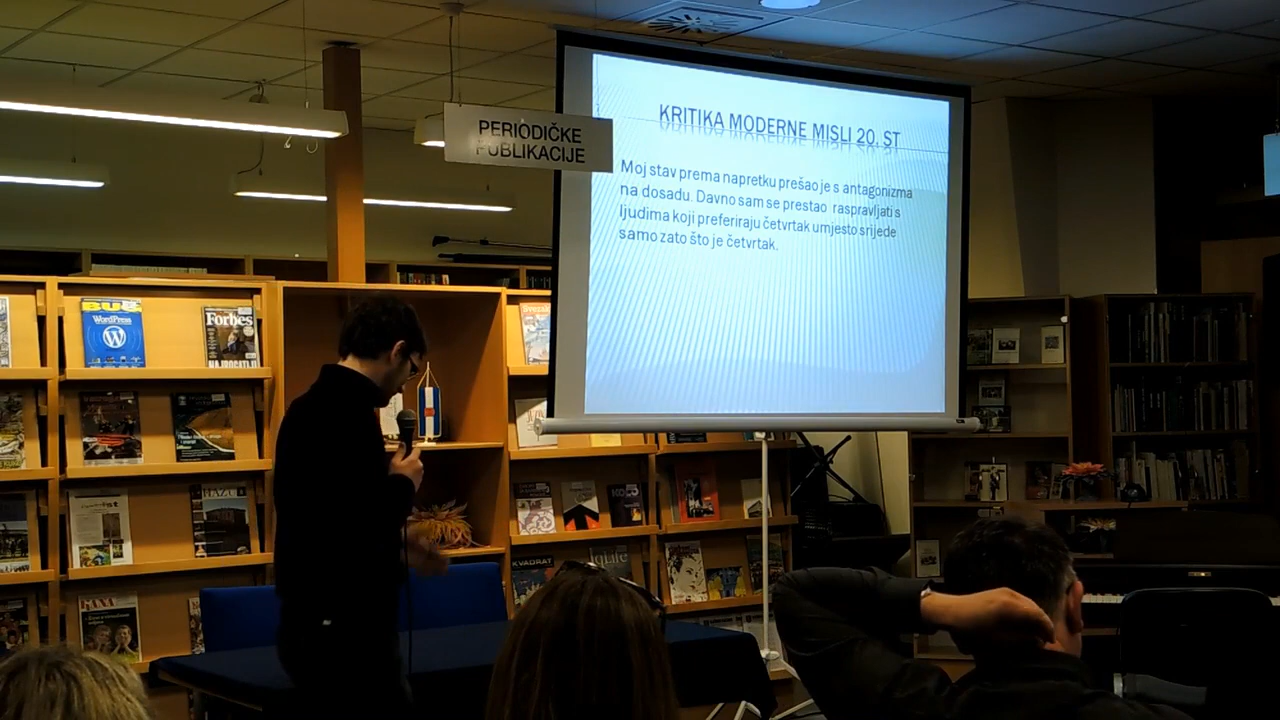 PERIODIČKE
PUBLIKACIJE
KRITIKA MODERNE MISLI 20. ST
Moj stav prema napretku prešao je s antagonizma
na dosadu. Davno sam se prestao raspravljati s
ljudima koji preferiraju četvrtak umjesto srijede
samo zato što je četvrtak.
BUG
WordPress
Forbes
HAZU
KVADRAT